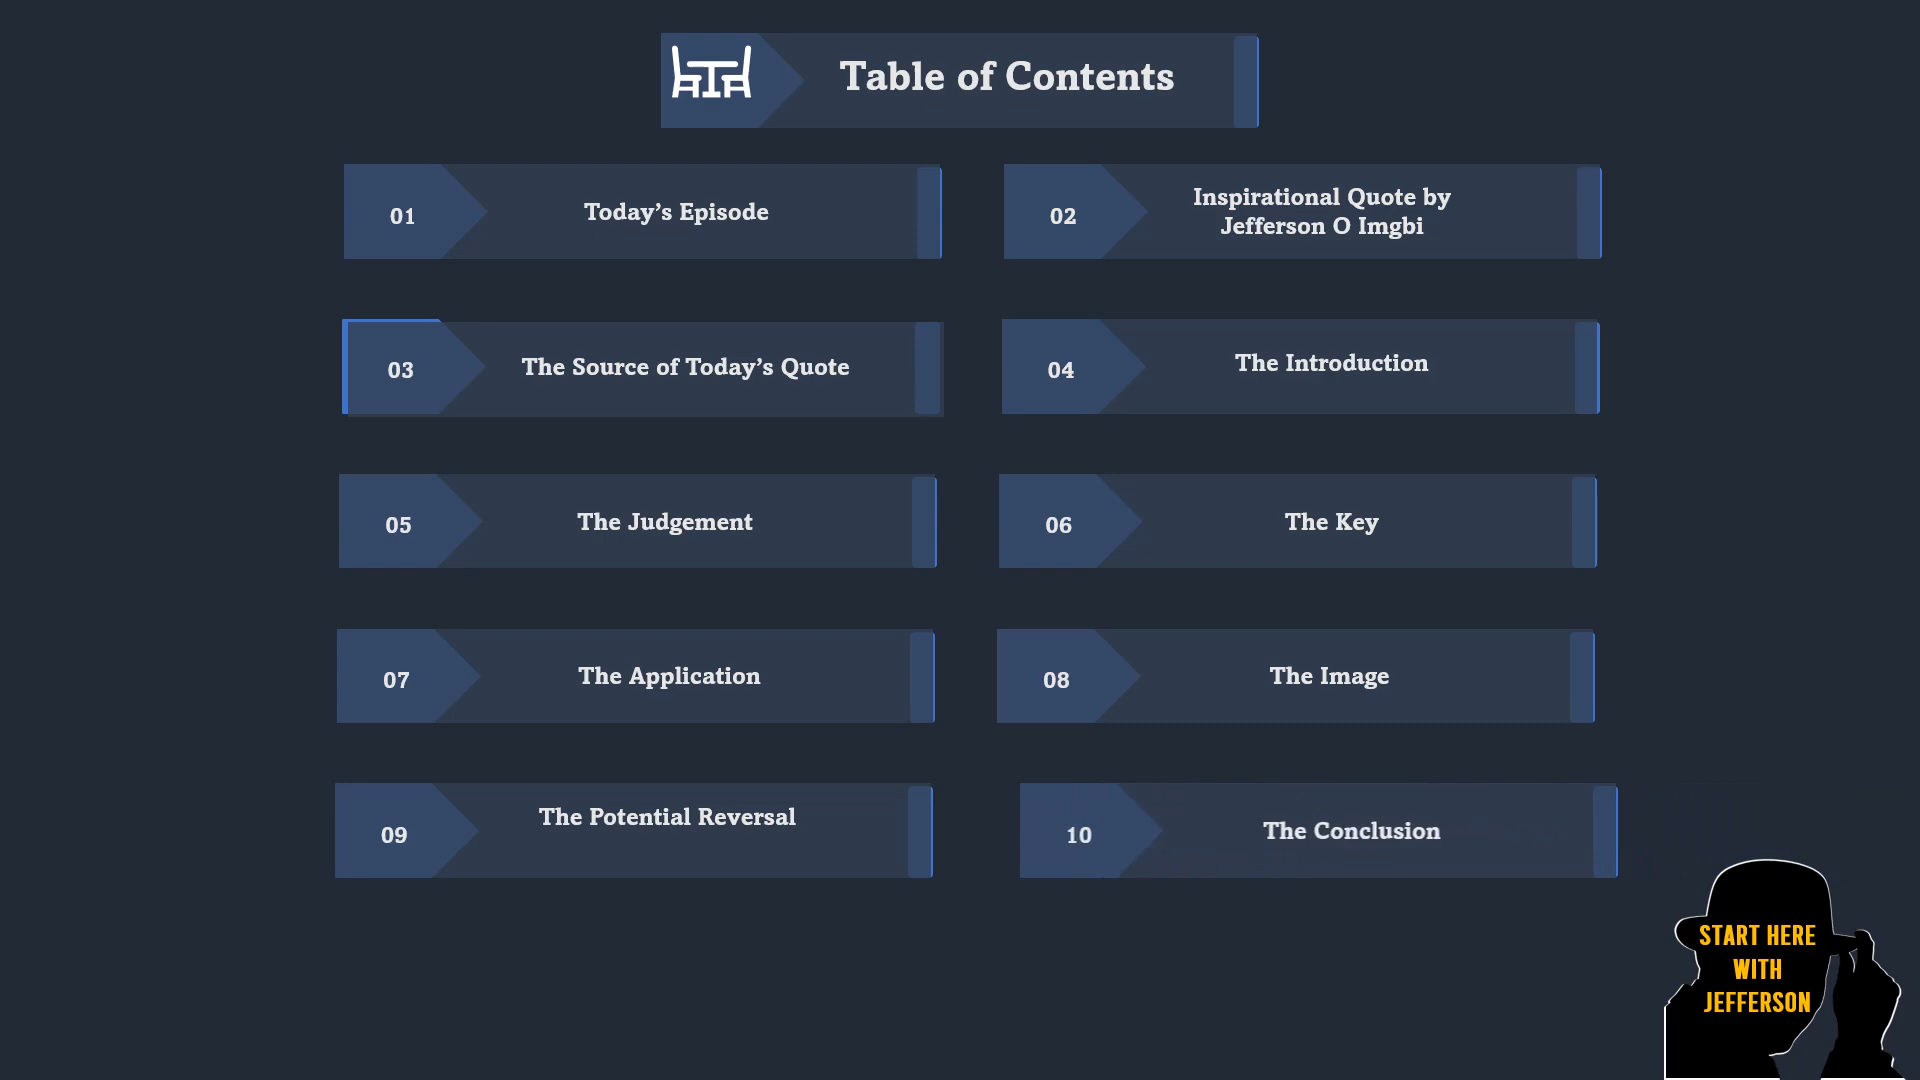 Table of Contents
01
Today’s Episode
02
Inspirational Quote by
Jefferson O Imgbi
03
The Source of Today’s Quote
04
The Introduction
05
The Judgement
06
The Key
07
The Application
08
The Image
09
The Potential Reversal
10
The Conclusion
START HERE
WITH
JEFFERSON